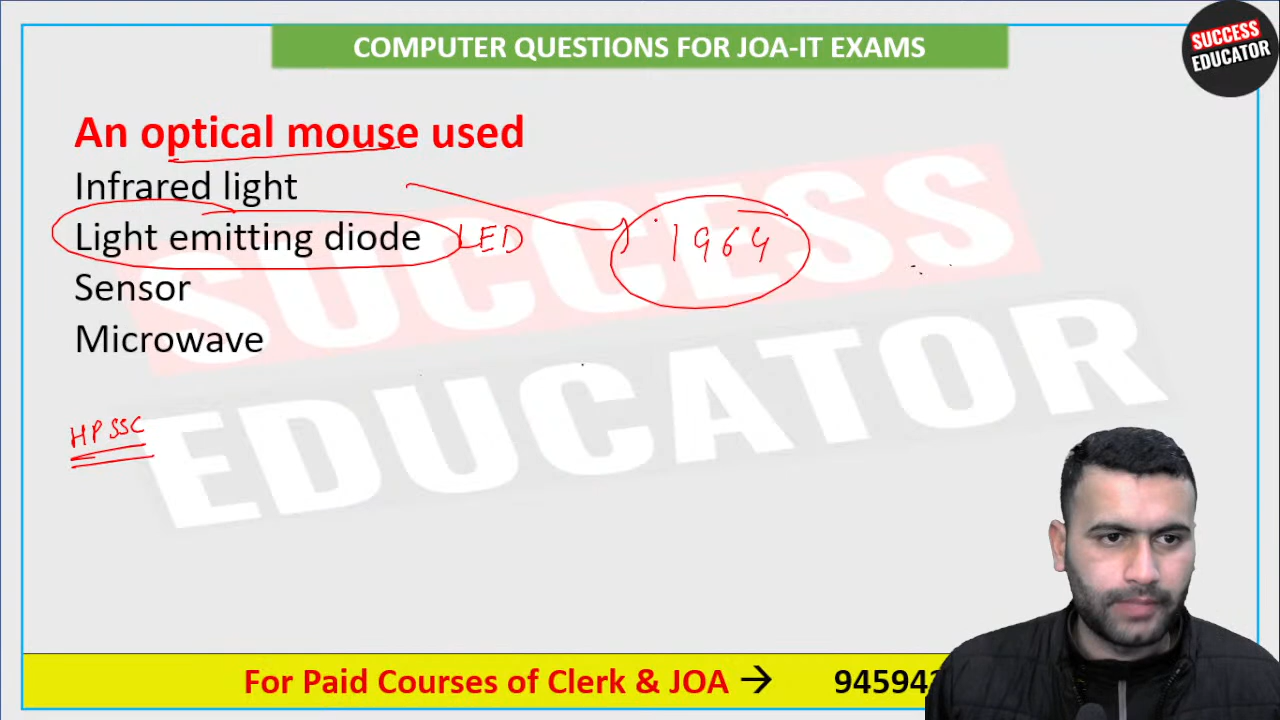 COMPUTER QUESTIONS FOR JOA-IT EXAMS
SUCCESS
EDUCATOR
An optical mouse used
Infrared light
Light emitting diode LED
1964
Sensor
Microwave
HPSSC
SUCCESS
EDUCATOR
For Paid Courses of Clerk & JOA → 94594